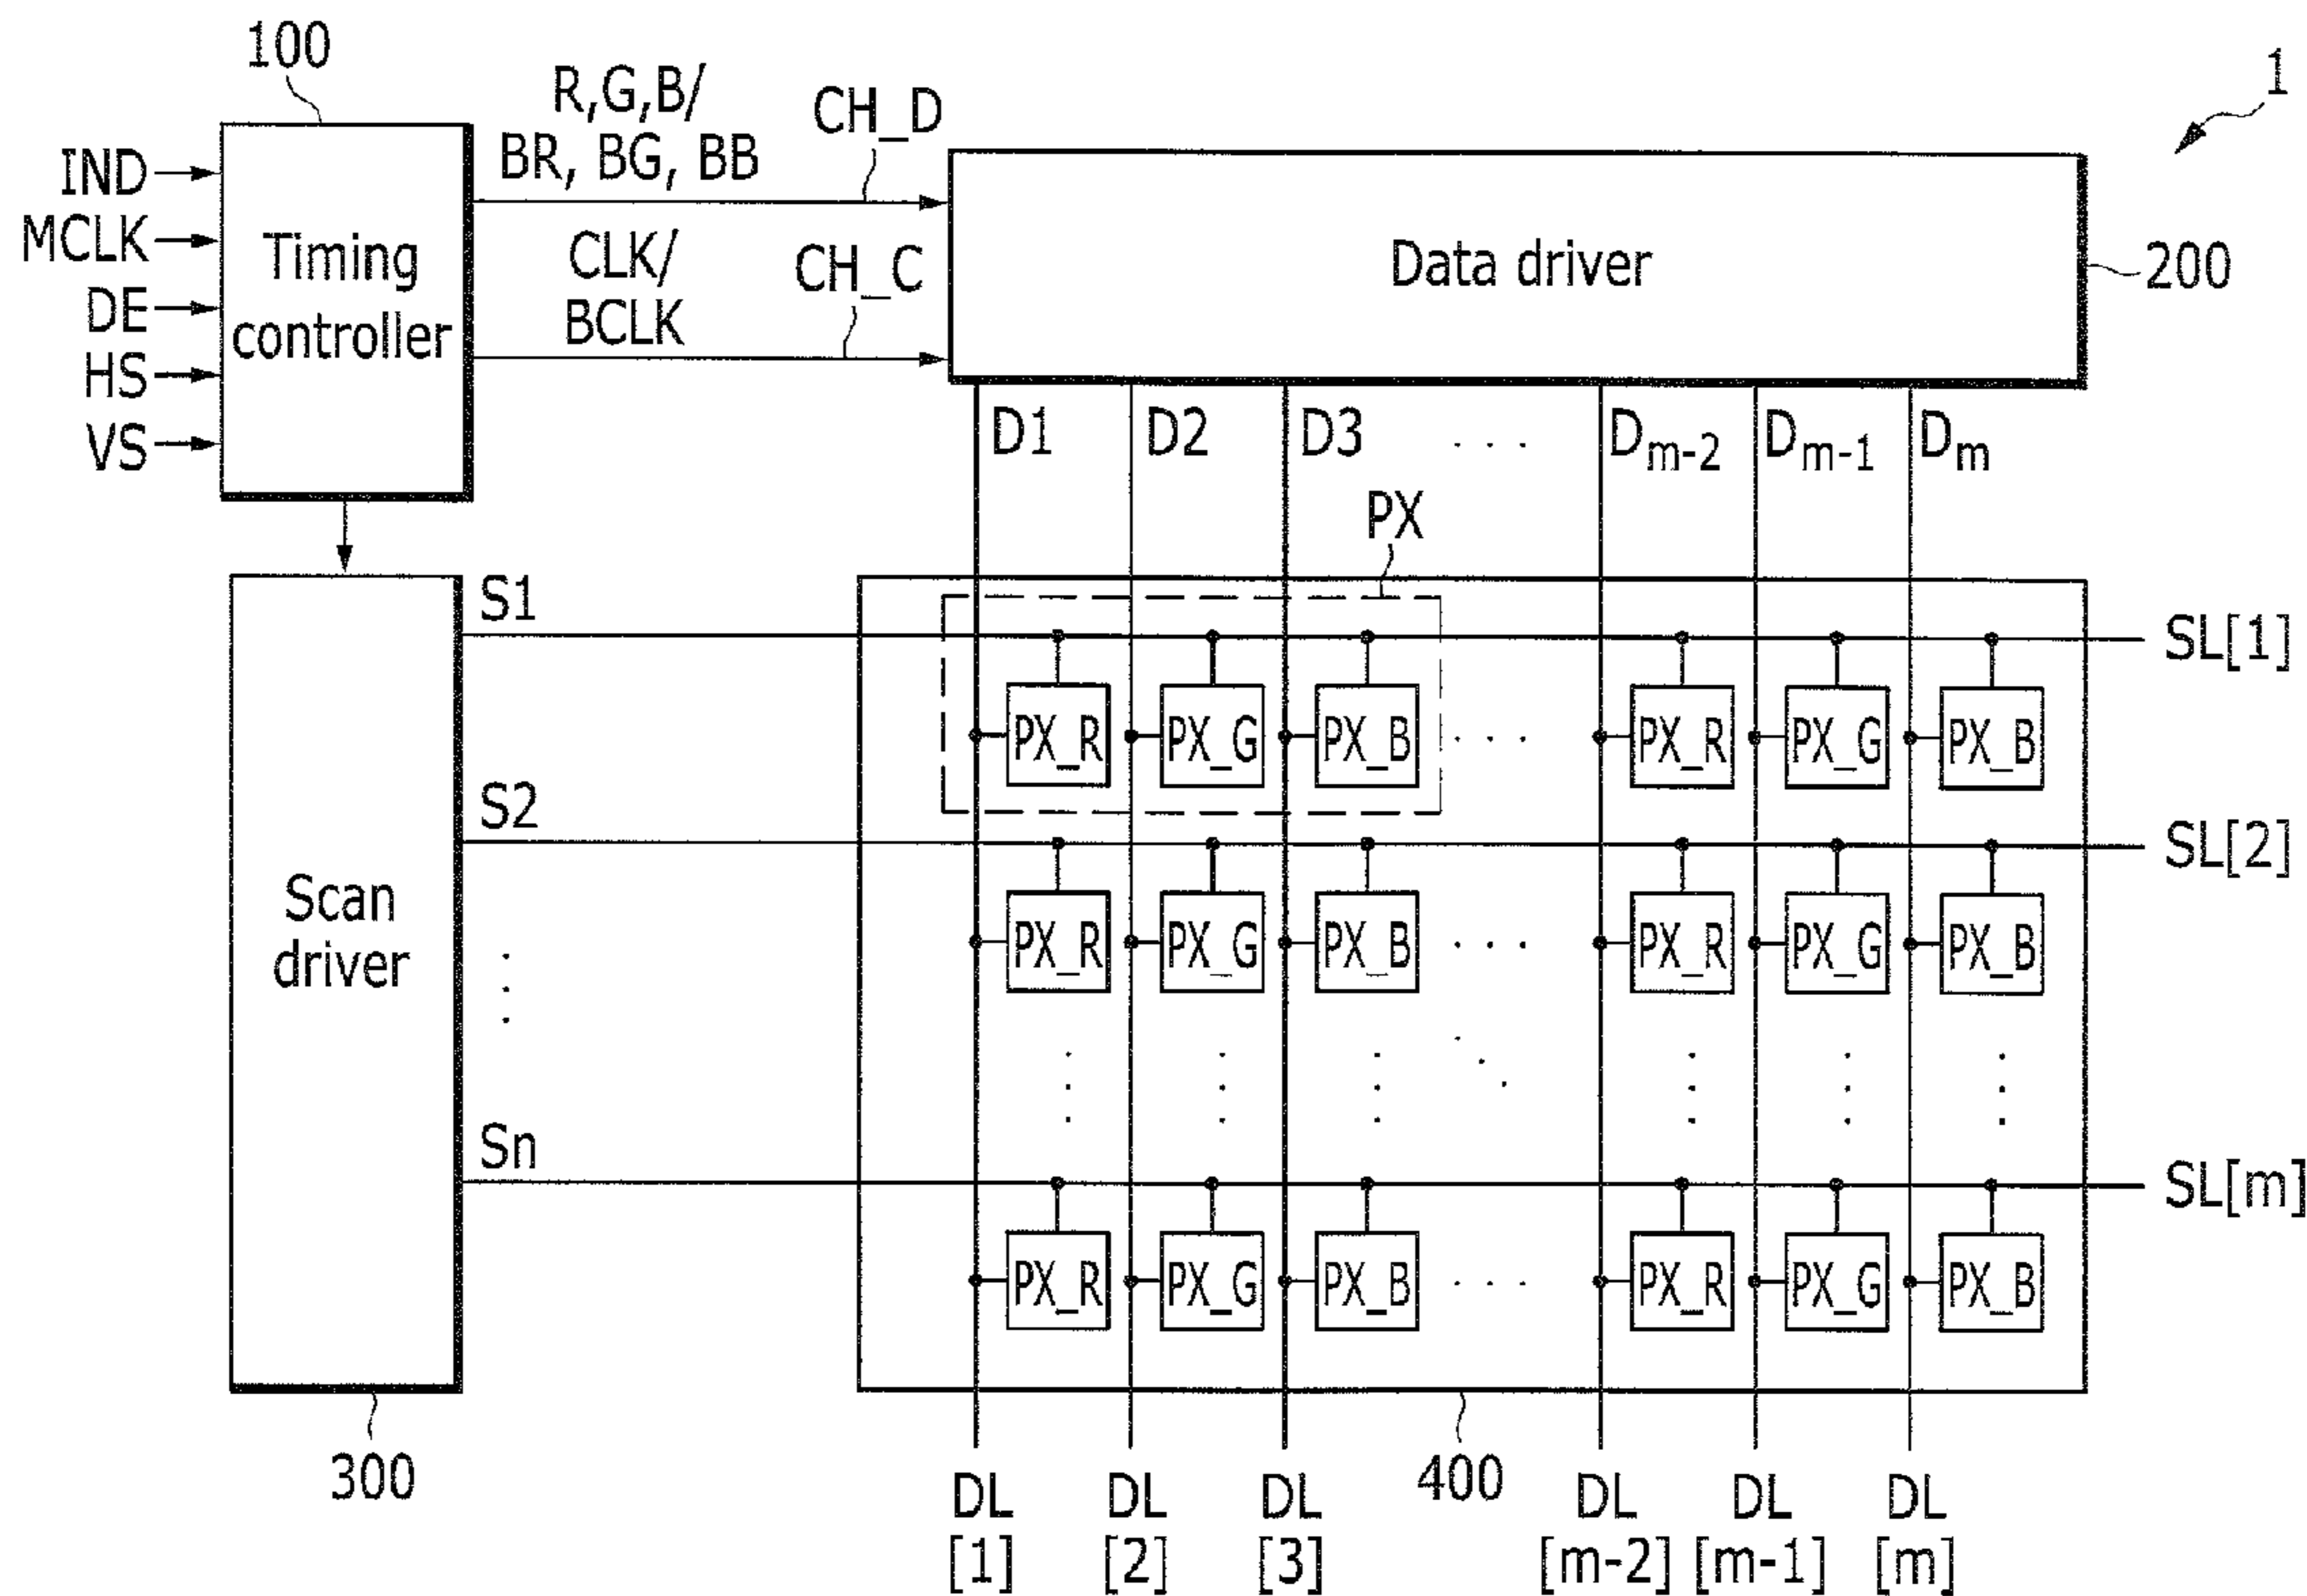 100
R,G,B/
BR, BG, BB
CH_D
1
IND
MCLK
DE
HS
VS
Timing
controller
CLK/
BCLK
CH_C
Data driver
200
D1 D2 D3 . . . Dm-2 Dm-1 Dm
PX
S1
SL[1]
PX_R PX_G PX_B . . . PX_R PX_G PX_B
S2
SL[2]
Scan
driver
PX_R PX_G PX_B . . . PX_R PX_G PX_B
Sn
SL[m]
PX_R PX_G PX_B . . . PX_R PX_G PX_B
300
400
DL DL DL DL DL DL
[1] [2] [3] [m-2] [m-1] [m]